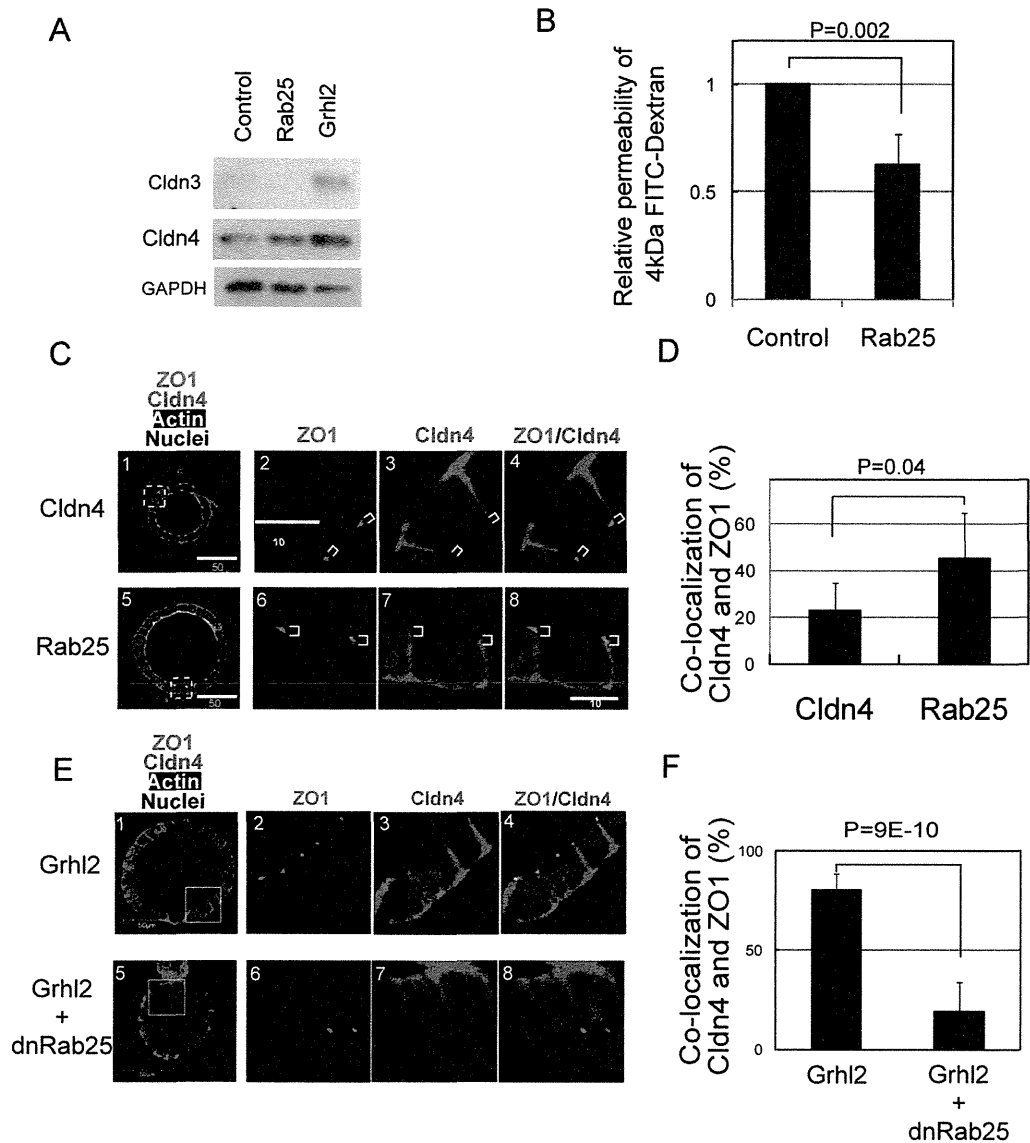 A
Control
Rab25
Grhl2
Cldn3
Cldn4
GAPDH
B
P=0.002
Relative permeability of
4kDa FITC-Dextran
1
0.5
0
Control
Rab25
C
ZO1
Cldn4
Actin
Nuclei
ZO1
Cldn4
ZO1/Cldn4
Cldn4
1
50
2
10
3
4
Rab25
5
50
6
7
8
10
D
P=0.04
Co-localization of
Cldn4 and ZO1 (%)
60
40
20
0
Cldn4
Rab25
E
ZO1
Cldn4
Actin
Nuclei
ZO1
Cldn4
ZO1/Cldn4
Grhl2
1
2
3
4
Grhl2
+
dnRab25
5
6
7
8
F
P=9E-10
Co-localization of
Cldn4 and ZO1 (%)
100
50
0
Grhl2
Grhl2
+
dnRab25